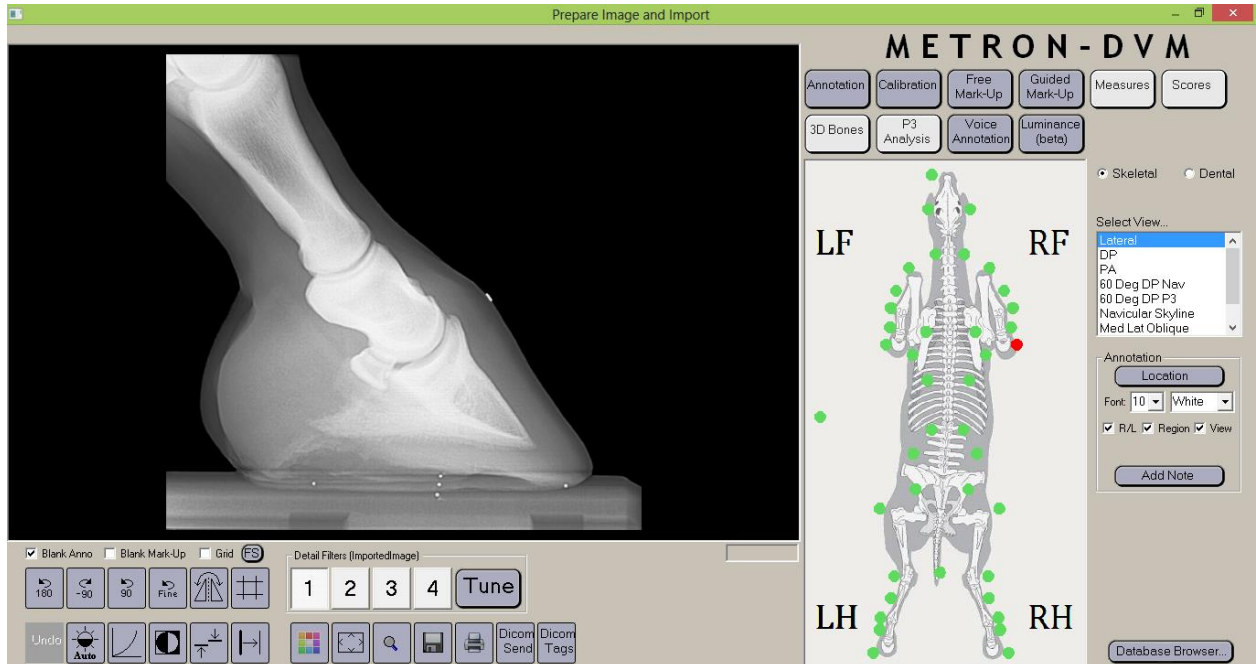 Prepare Image and Import
METRON-DVM
Annotation
Calibration
Free
Mark-Up
Guided
Mark-Up
Measures
Scores
3D Bones
P3
Analysis
Voice
Annotation
Luminance
(beta)
Skeletal
Dental
LF
RF
Select View...
Lateral
DP
PA
60 Deg DP Nav
60 Deg DP P3
Navicular Skyline
Med Lat Oblique
Annotation
Location
Font: 10 White
R/L Region View
Add Note
LH
RH
Blank Anno Blank Mark-Up Grid FS
Detail Filters (ImportedImage)
180 -90 90 Fine
1 2 3 4 Tune
Undo
Auto
Dicom
Send
Dicom
Tags
Database Browser...